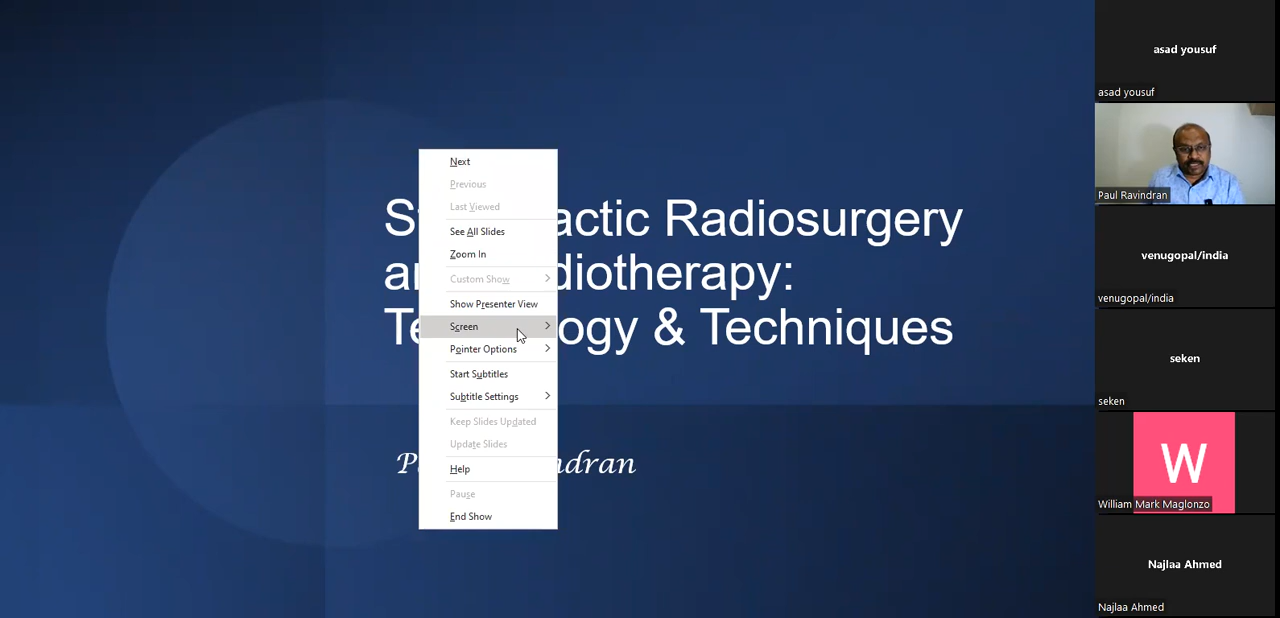 St actic Radiosurgery
a diotherapy:
Te ogy & Techniques
P ndran
Next
Previous
Last Viewed
See All Slides
Zoom In
Custom Show
Show Presenter View
Screen
Pointer Options
Start Subtitles
Subtitle Settings
Keep Slides Updated
Update Slides
Help
Pause
End Show
asad yousuf
asad yousuf
Paul Ravindran
venugopal/india
venugopal/india
seken
seken
W
William Mark Maglonzo
Najlaa Ahmed
Najlaa Ahmed